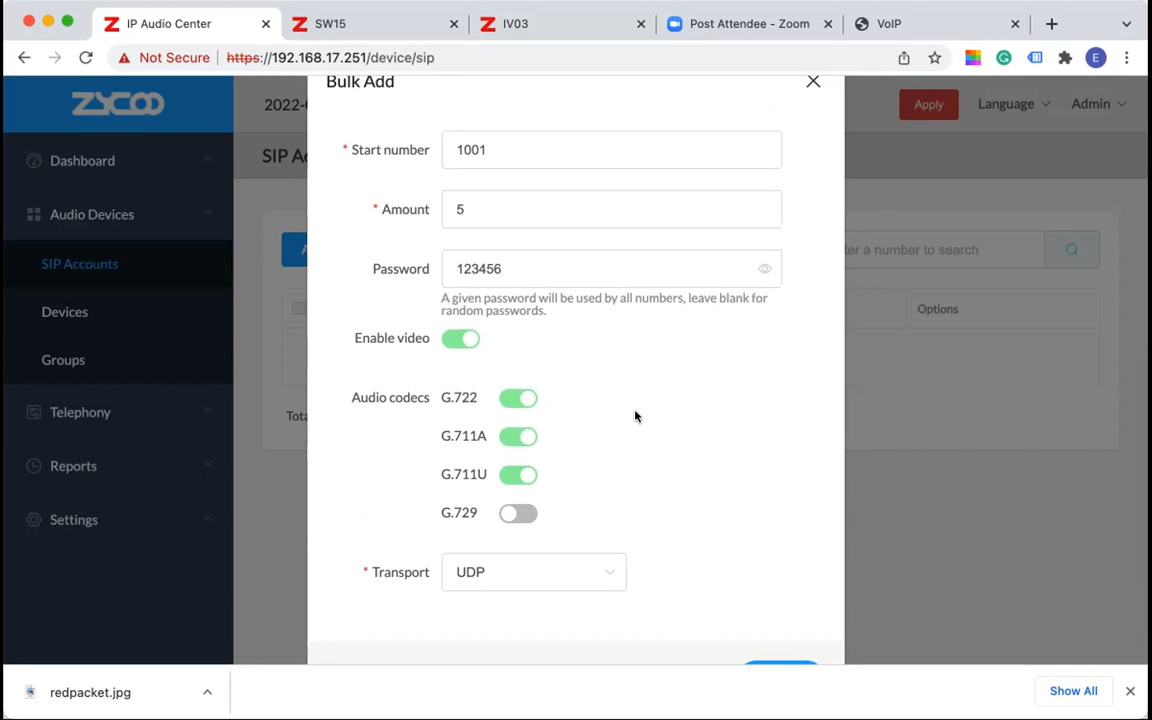 IP Audio Center
SW15
IV03
Post Attendee - Zoom
VoIP
Not Secure
https://192.168.17.251/device/sip
E
Bulk Add
ZYCOO
2022-
Apply
Language
Admin
SIP Ac
Dashboard
Audio Devices
SIP Accounts
Devices
Groups
Telephony
Reports
Settings
* Start number
1001
* Amount
5
Password
123456
A given password will be used by all numbers, leave blank for
random passwords.
Enable video
Audio codecs
G.722
G.711A
G.711U
G.729
* Transport
UDP
A
er a number to search
Options
Tota
redpacket.jpg
Show All